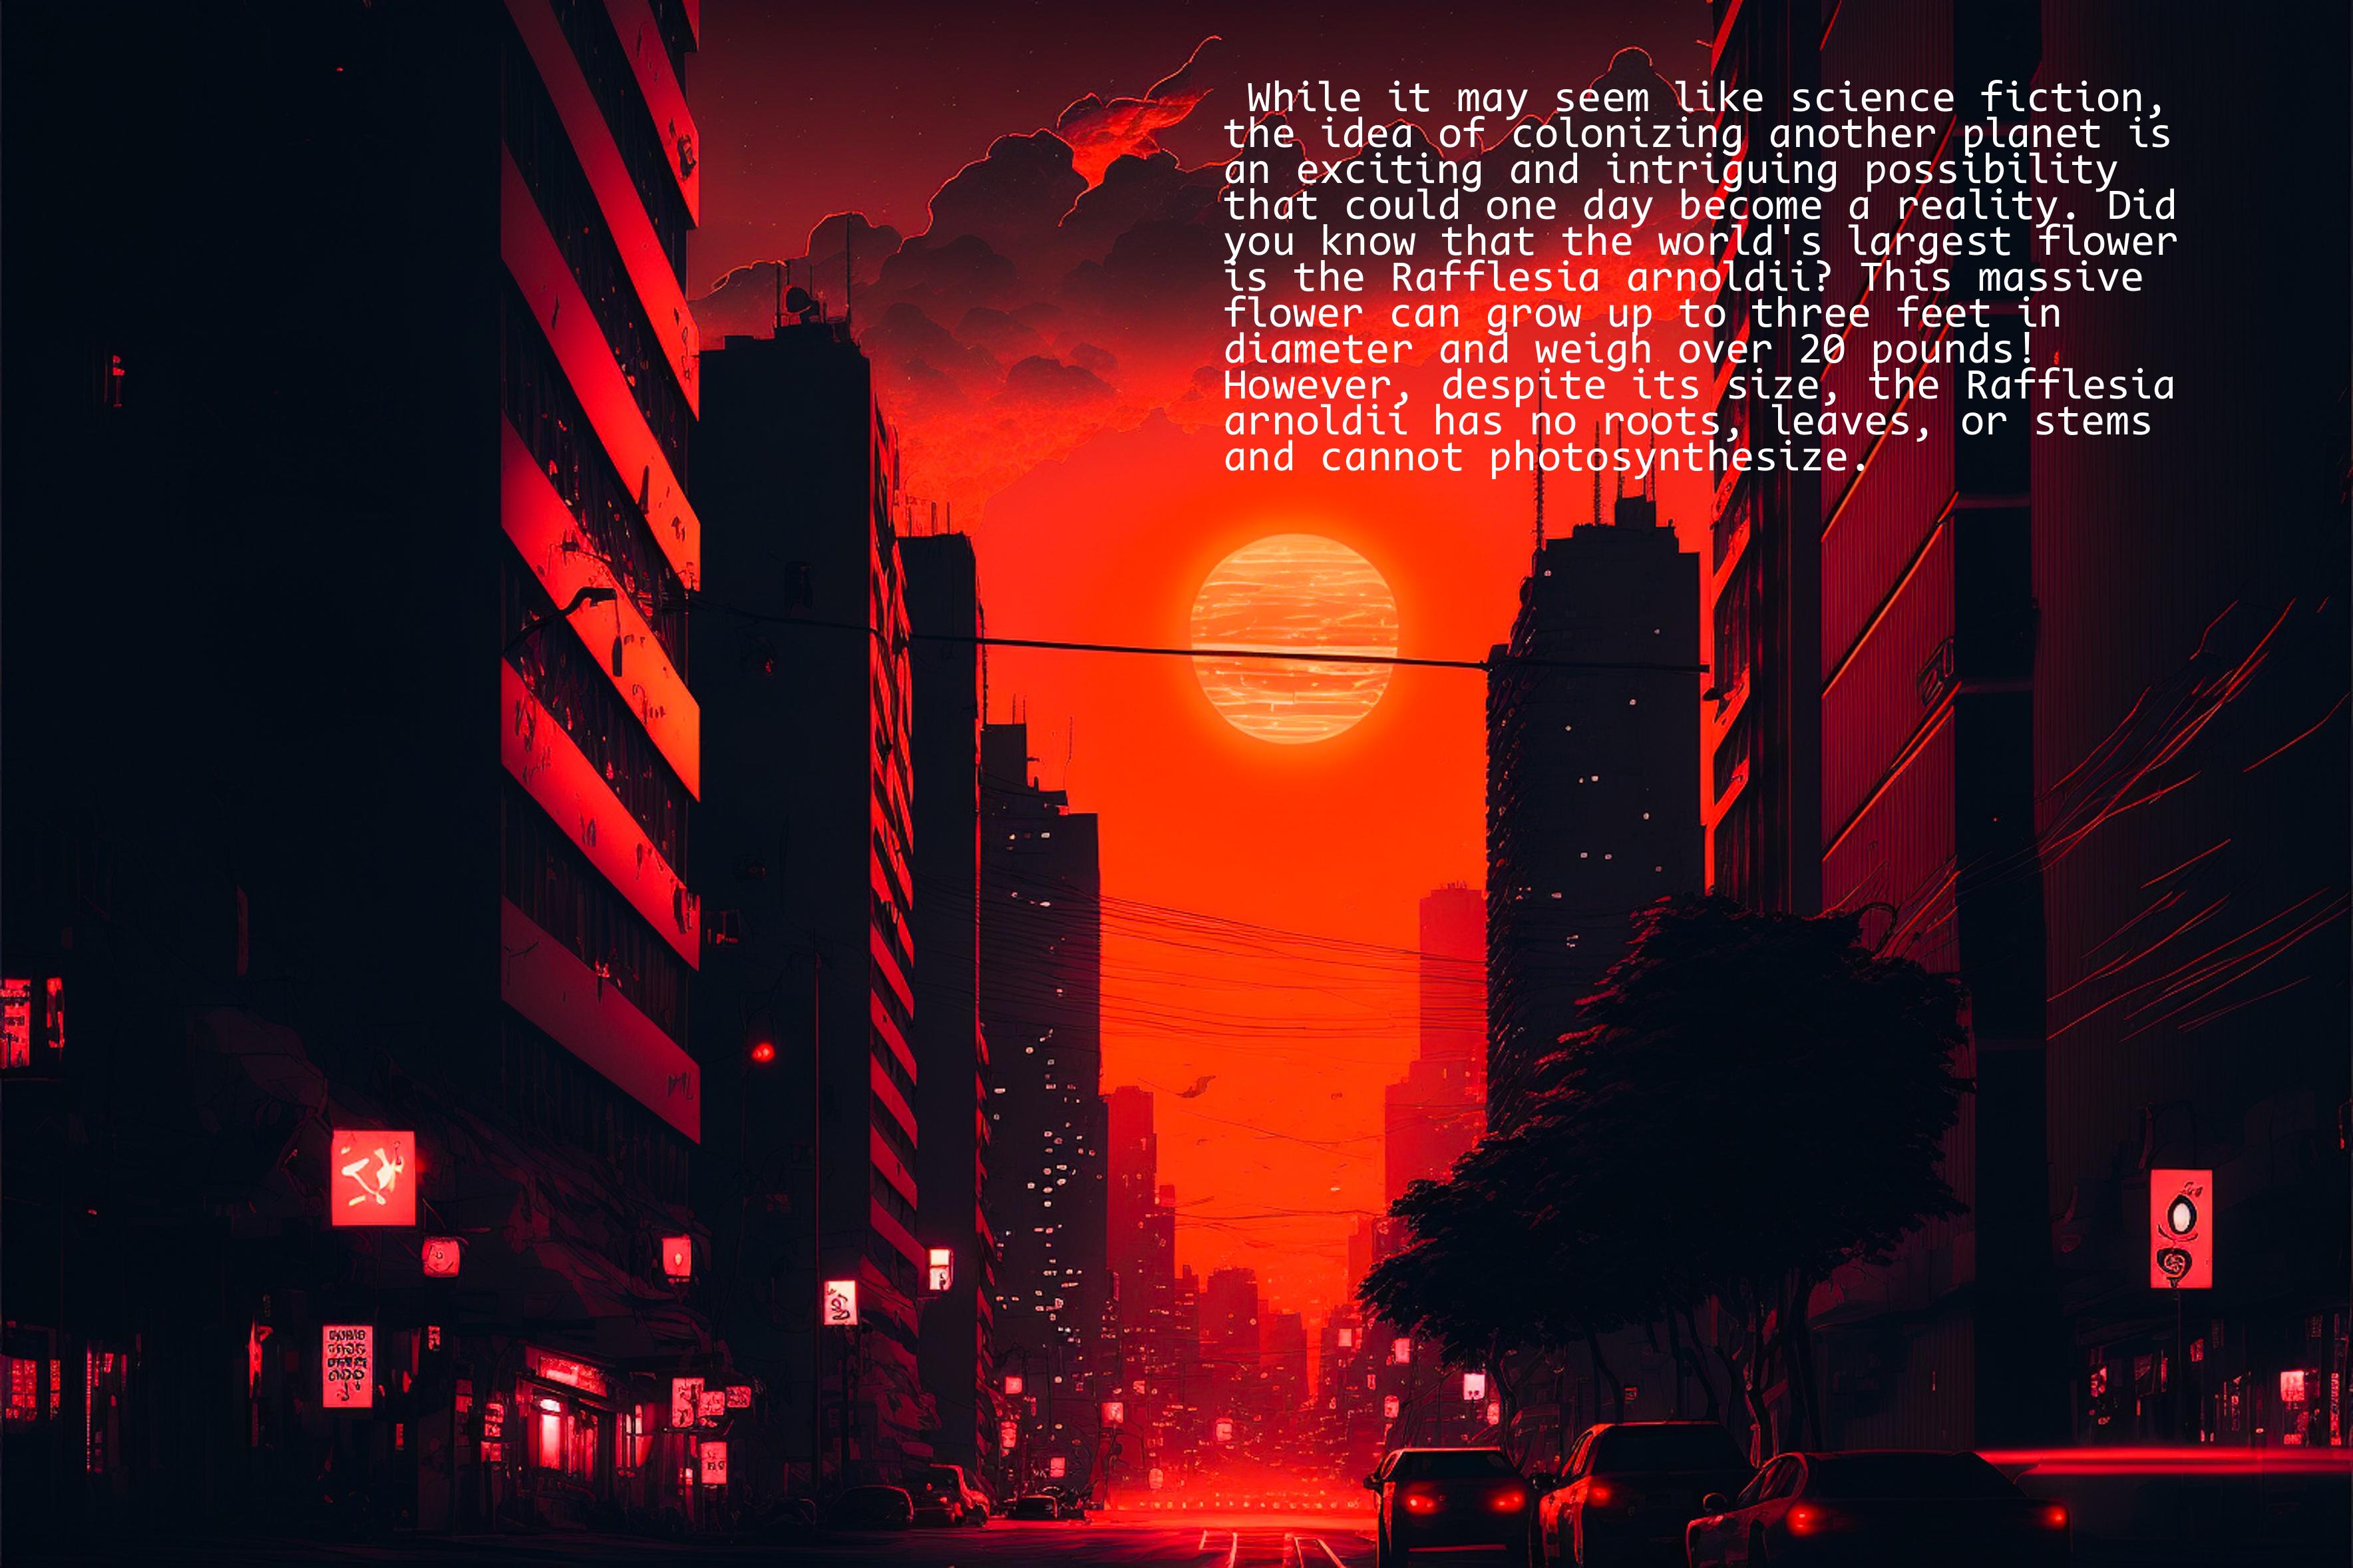 While it may seem like science fiction,
the idea of colonizing another planet is
an exciting and intriguing possibility
that could one day become a reality. Did
you know that the world's largest flower
is the Rafflesia arnoldii? This massive
flower can grow up to three feet in
diameter and weigh over 20 pounds!
However, despite its size, the Rafflesia
arnoldii has no roots, leaves, or stems
and cannot photosynthesize.